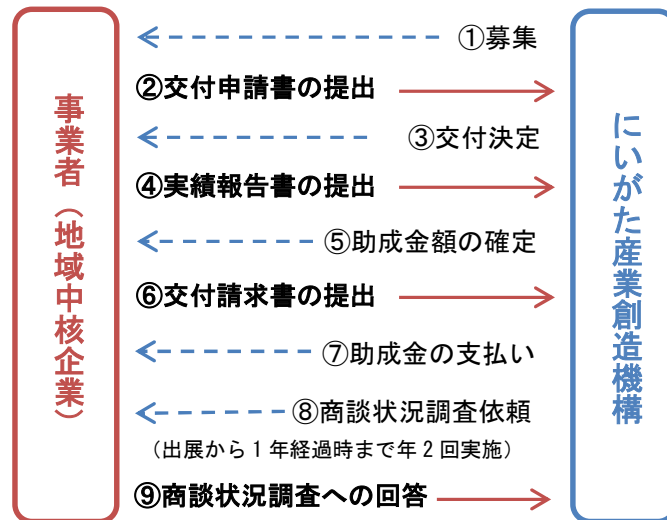 事業者（地域中核企業）
①募集
②交付申請書の提出
③交付決定
④実績報告書の提出
⑤助成金額の確定
⑥交付請求書の提出
⑦助成金の支払い
⑧商談状況調査依頼
（出展から１年経過時まで年２回実施）
⑨商談状況調査への回答
にいがた産業創造機構